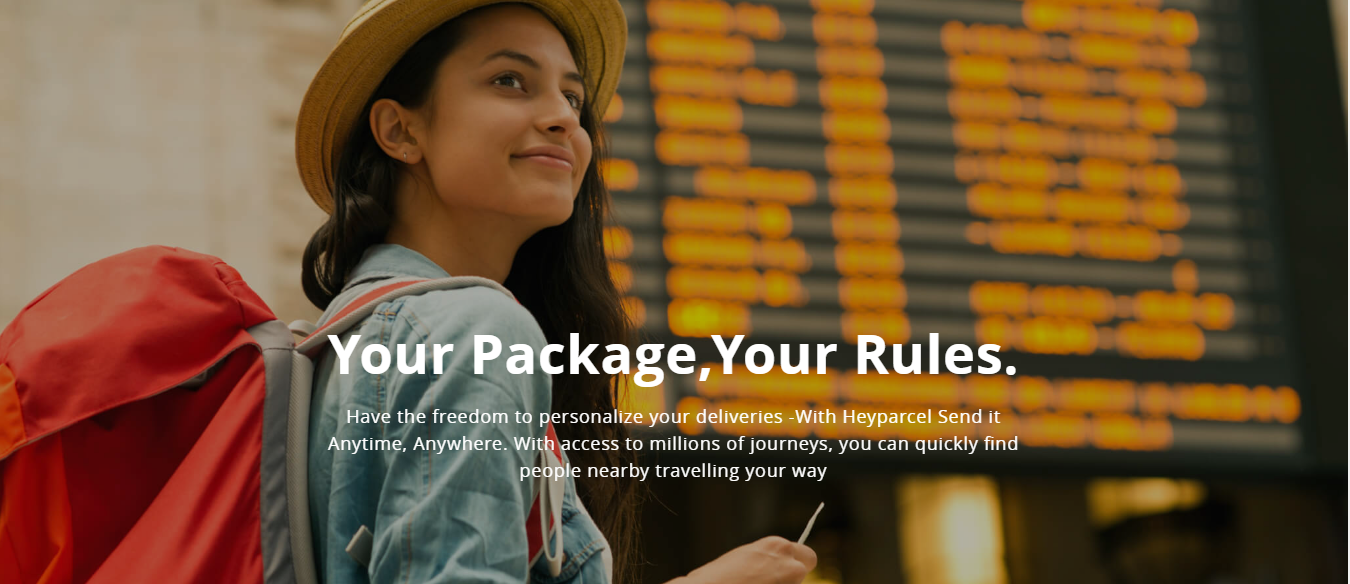 Your Package,Your Rules.
Have the freedom to personalize your deliveries -With Heyparcel Send it
Anytime, Anywhere. With access to millions of journeys, you can quickly find
people nearby travelling your way